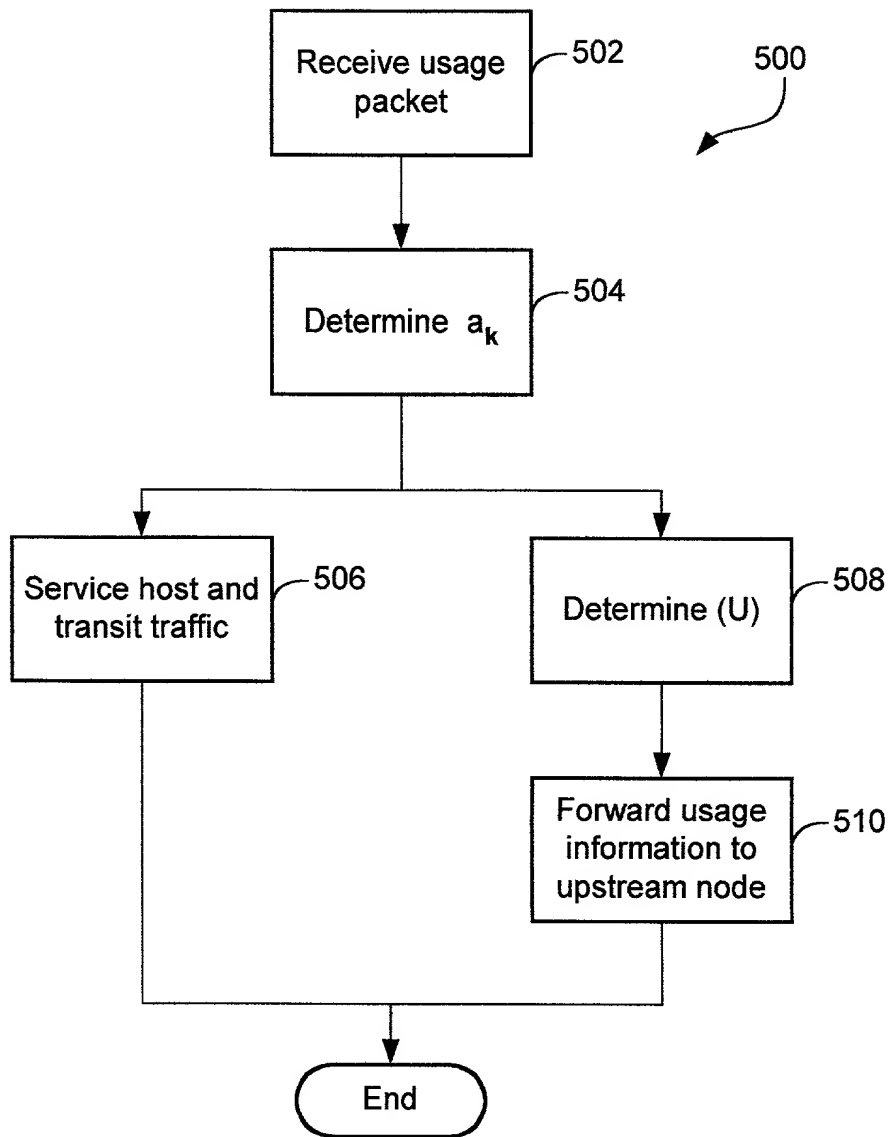 Receive usage
packet
502
500
Determine a_k
504
Service host and
transit traffic
506
Determine (U)
508
Forward usage
information to
upstream node
510
End